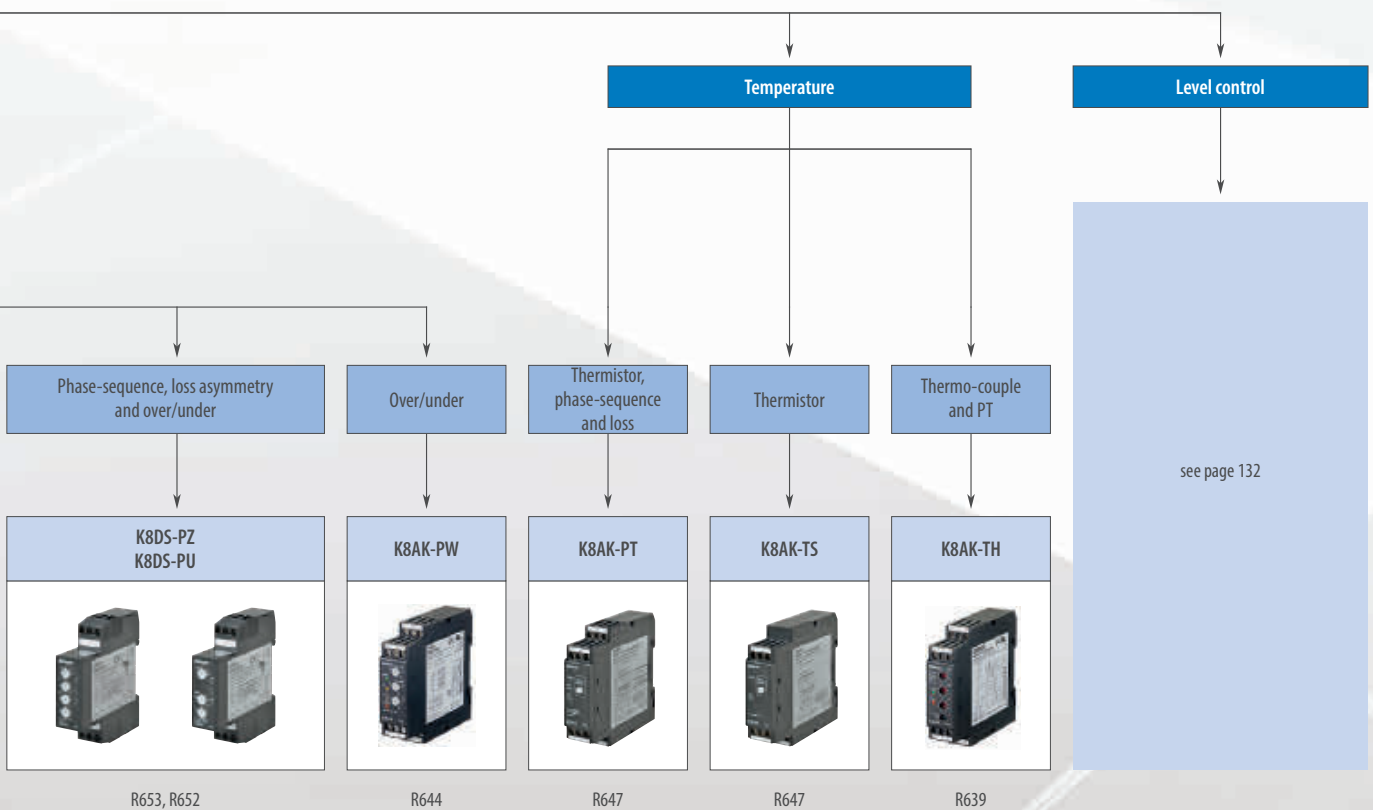 Temperature
Level control
Phase-sequence, loss asymmetry
and over/under
Over/under
Thermistor,
phase-sequence
and loss
Thermistor
Thermo-couple
and PT
see page 132
K8DS-PZ
K8DS-PU
K8AK-PW
K8AK-PT
K8AK-TS
K8AK-TH
R653, R652
R644
R647
R647
R639